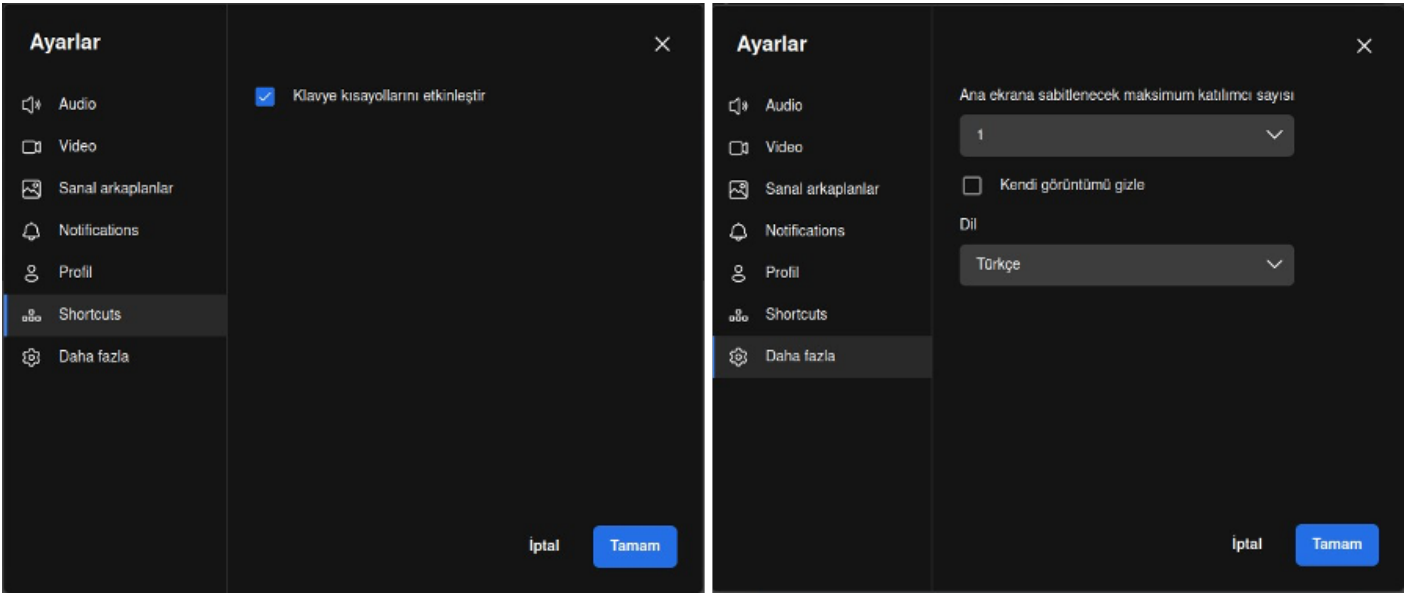 Ayarlar
Audio
Video
Sanal arkaplanlar
Notifications
Profil
Shortcuts
Daha fazla
Klavye kısayollarını etkinleştir
İptal
Tamam
Ayarlar
Audio
Video
Sanal arkaplanlar
Notifications
Profil
Shortcuts
Daha fazla
Ana ekrana sabitlenecek maksimum katılımcı sayısı
1
Kendi görüntümü gizle
Dil
Türkçe
İptal
Tamam